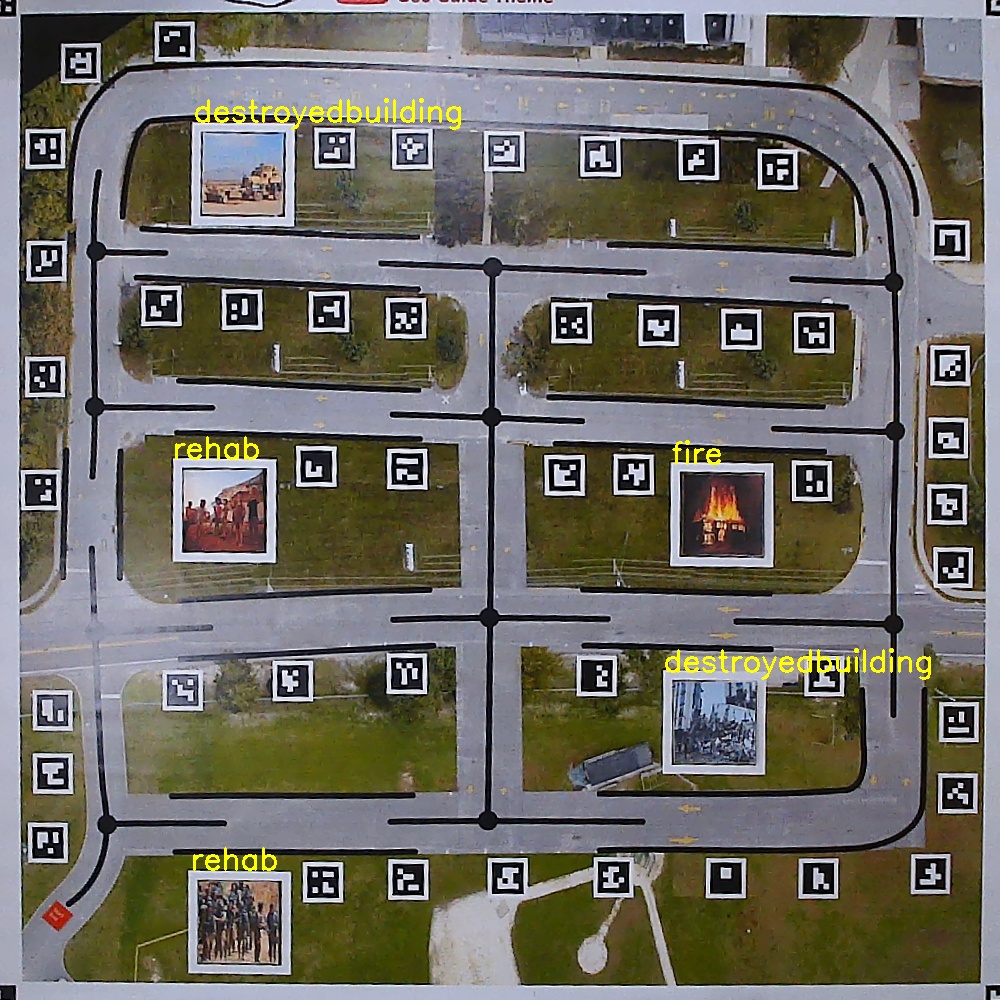 destroyedbuilding
rehab
fire
destroyedbuilding
rehab